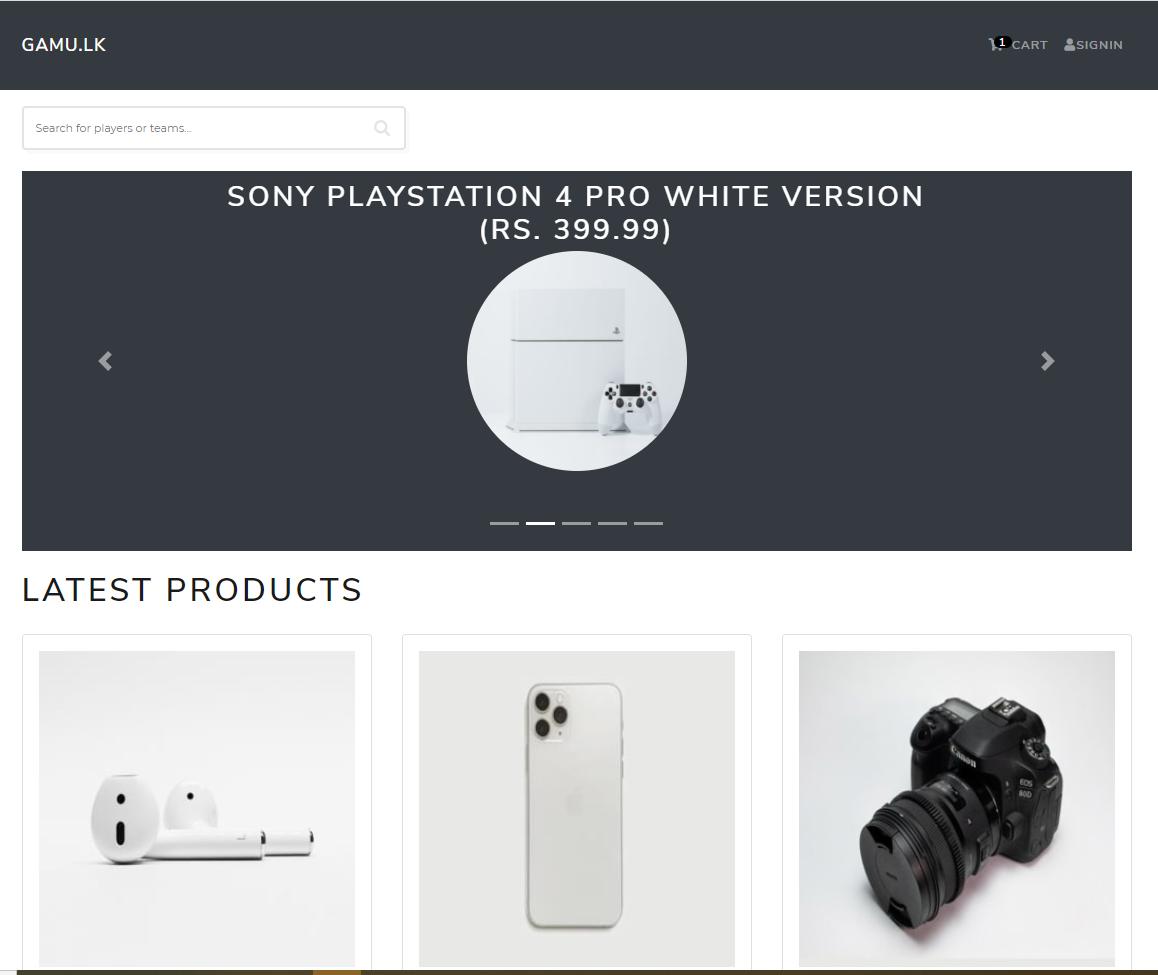 GAMU.LK
1 CART SIGNIN
Search for players or teams...
SONY PLAYSTATION 4 PRO WHITE VERSION
(RS. 399.99)
LATEST PRODUCTS
Canon
EOS
80D